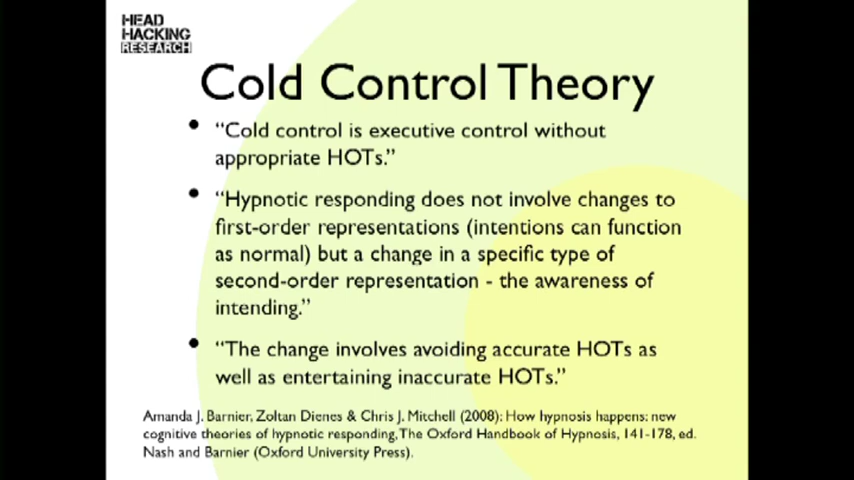 HEAD
HACKING
RESEARCH
Cold Control Theory
• “Cold control is executive control without
appropriate HOTs.”
• “Hypnotic responding does not involve changes to
first-order representations (intentions can function
as normal) but a change in a specific type of
second-order representation - the awareness of
intending.”
• “The change involves avoiding accurate HOTs as
well as entertaining inaccurate HOTs.”
Amanda J. Barnier, Zoltan Dienes & Chris J. Mitchell (2008): How hypnosis happens: new
cognitive theories of hypnotic responding, The Oxford Handbook of Hypnosis, 141-178, ed.
Nash and Barnier (Oxford University Press).